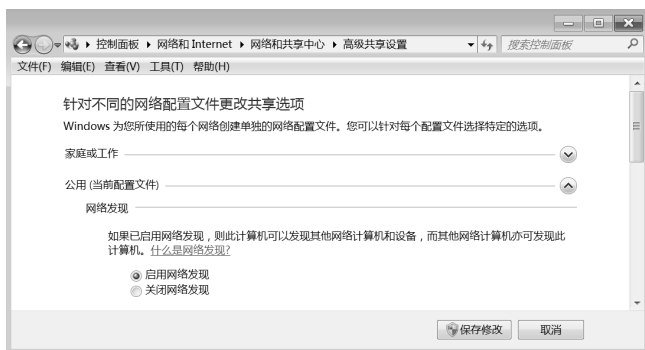 控制面板 ▸ 网络和 Internet ▸ 网络和共享中心 ▸ 高级共享设置
搜索控制面板
文件(F) 编辑(E) 查看(V) 工具(T) 帮助(H)
针对不同的网络配置文件更改共享选项
Windows 为您所使用的每个网络创建单独的网络配置文件。您可以针对每个配置文件选择特定的选项。
家庭或工作
公用 (当前配置文件)
网络发现
如果已启用网络发现，则此计算机可以发现其他网络计算机和设备，而其他网络计算机亦可发现此
计算机。什么是网络发现?
启用网络发现
关闭网络发现
保存修改 取消